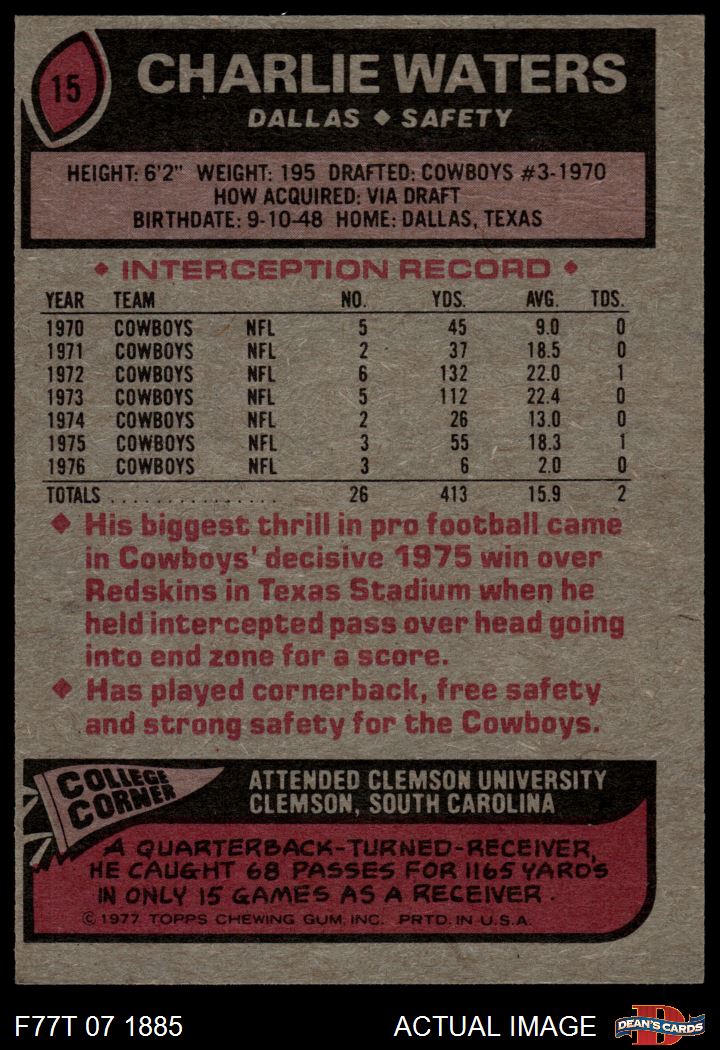 15
CHARLIE WATERS
DALLAS ◆ SAFETY
HEIGHT: 6'2" WEIGHT: 195 DRAFTED: COWBOYS #3-1970
HOW ACQUIRED: VIA DRAFT
BIRTHDATE: 9-10-48 HOME: DALLAS, TEXAS
◆ INTERCEPTION RECORD ◆
YEAR TEAM NO. YDS. AVG. TDS.
1970 COWBOYS NFL 5 45 9.0 0
1971 COWBOYS NFL 2 37 18.5 0
1972 COWBOYS NFL 6 132 22.0 1
1973 COWBOYS NFL 5 112 22.4 0
1974 COWBOYS NFL 2 26 13.0 0
1975 COWBOYS NFL 3 55 18.3 1
1976 COWBOYS NFL 3 6 2.0 0
TOTALS . . . . . . . . . . . . . . . . 26 413 15.9 2
◆ His biggest thrill in pro football came
in Cowboys' decisive 1975 win over
Redskins in Texas Stadium when he
held intercepted pass over head going
into end zone for a score.
◆ Has played cornerback, free safety
and strong safety for the Cowboys.
COLLEGE
CORNER
ATTENDED CLEMSON UNIVERSITY
CLEMSON, SOUTH CAROLINA
A QUARTERBACK-TURNED-RECEIVER,
HE CAUGHT 68 PASSES FOR 1165 YARDS
IN ONLY 15 GAMES AS A RECEIVER.
© 1977 TOPPS CHEWING GUM, INC. PRTD. IN U.S.A.
F77T 07 1885 ACTUAL IMAGE
D
DEAN'S CARDS